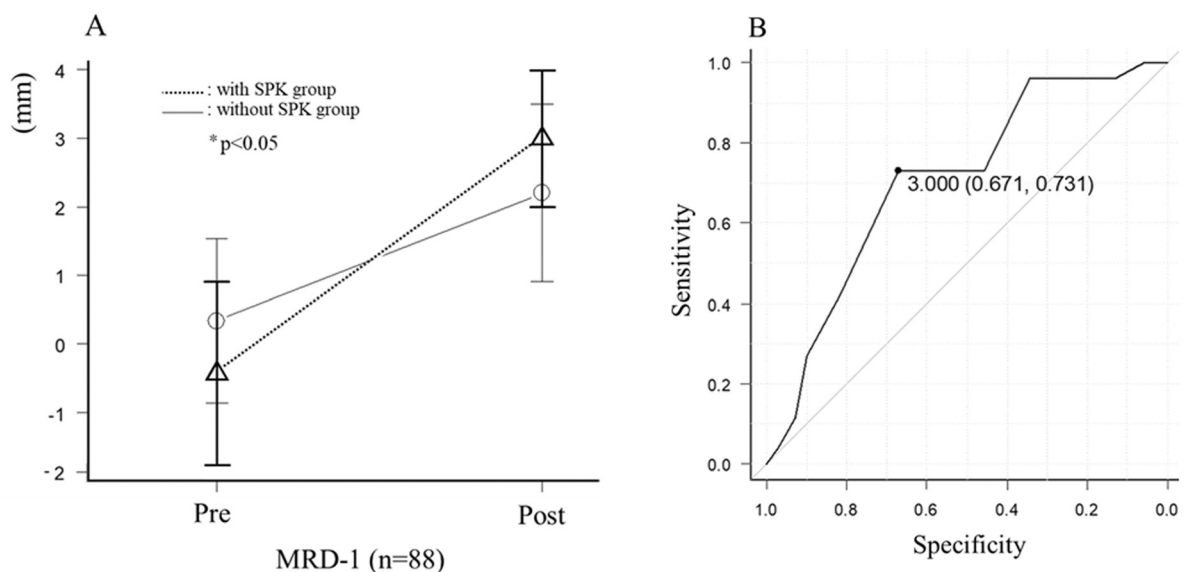 A
(mm)
4
3
2
1
0
-1
-2
: with SPK group
: without SPK group
*p<0.05
Pre
Post
MRD-1 (n=88)
B
Sensitivity
1.0
0.8
0.6
0.4
0.2
0.0
3.000 (0.671, 0.731)
1.0 0.8 0.6 0.4 0.2 0.0
Specificity